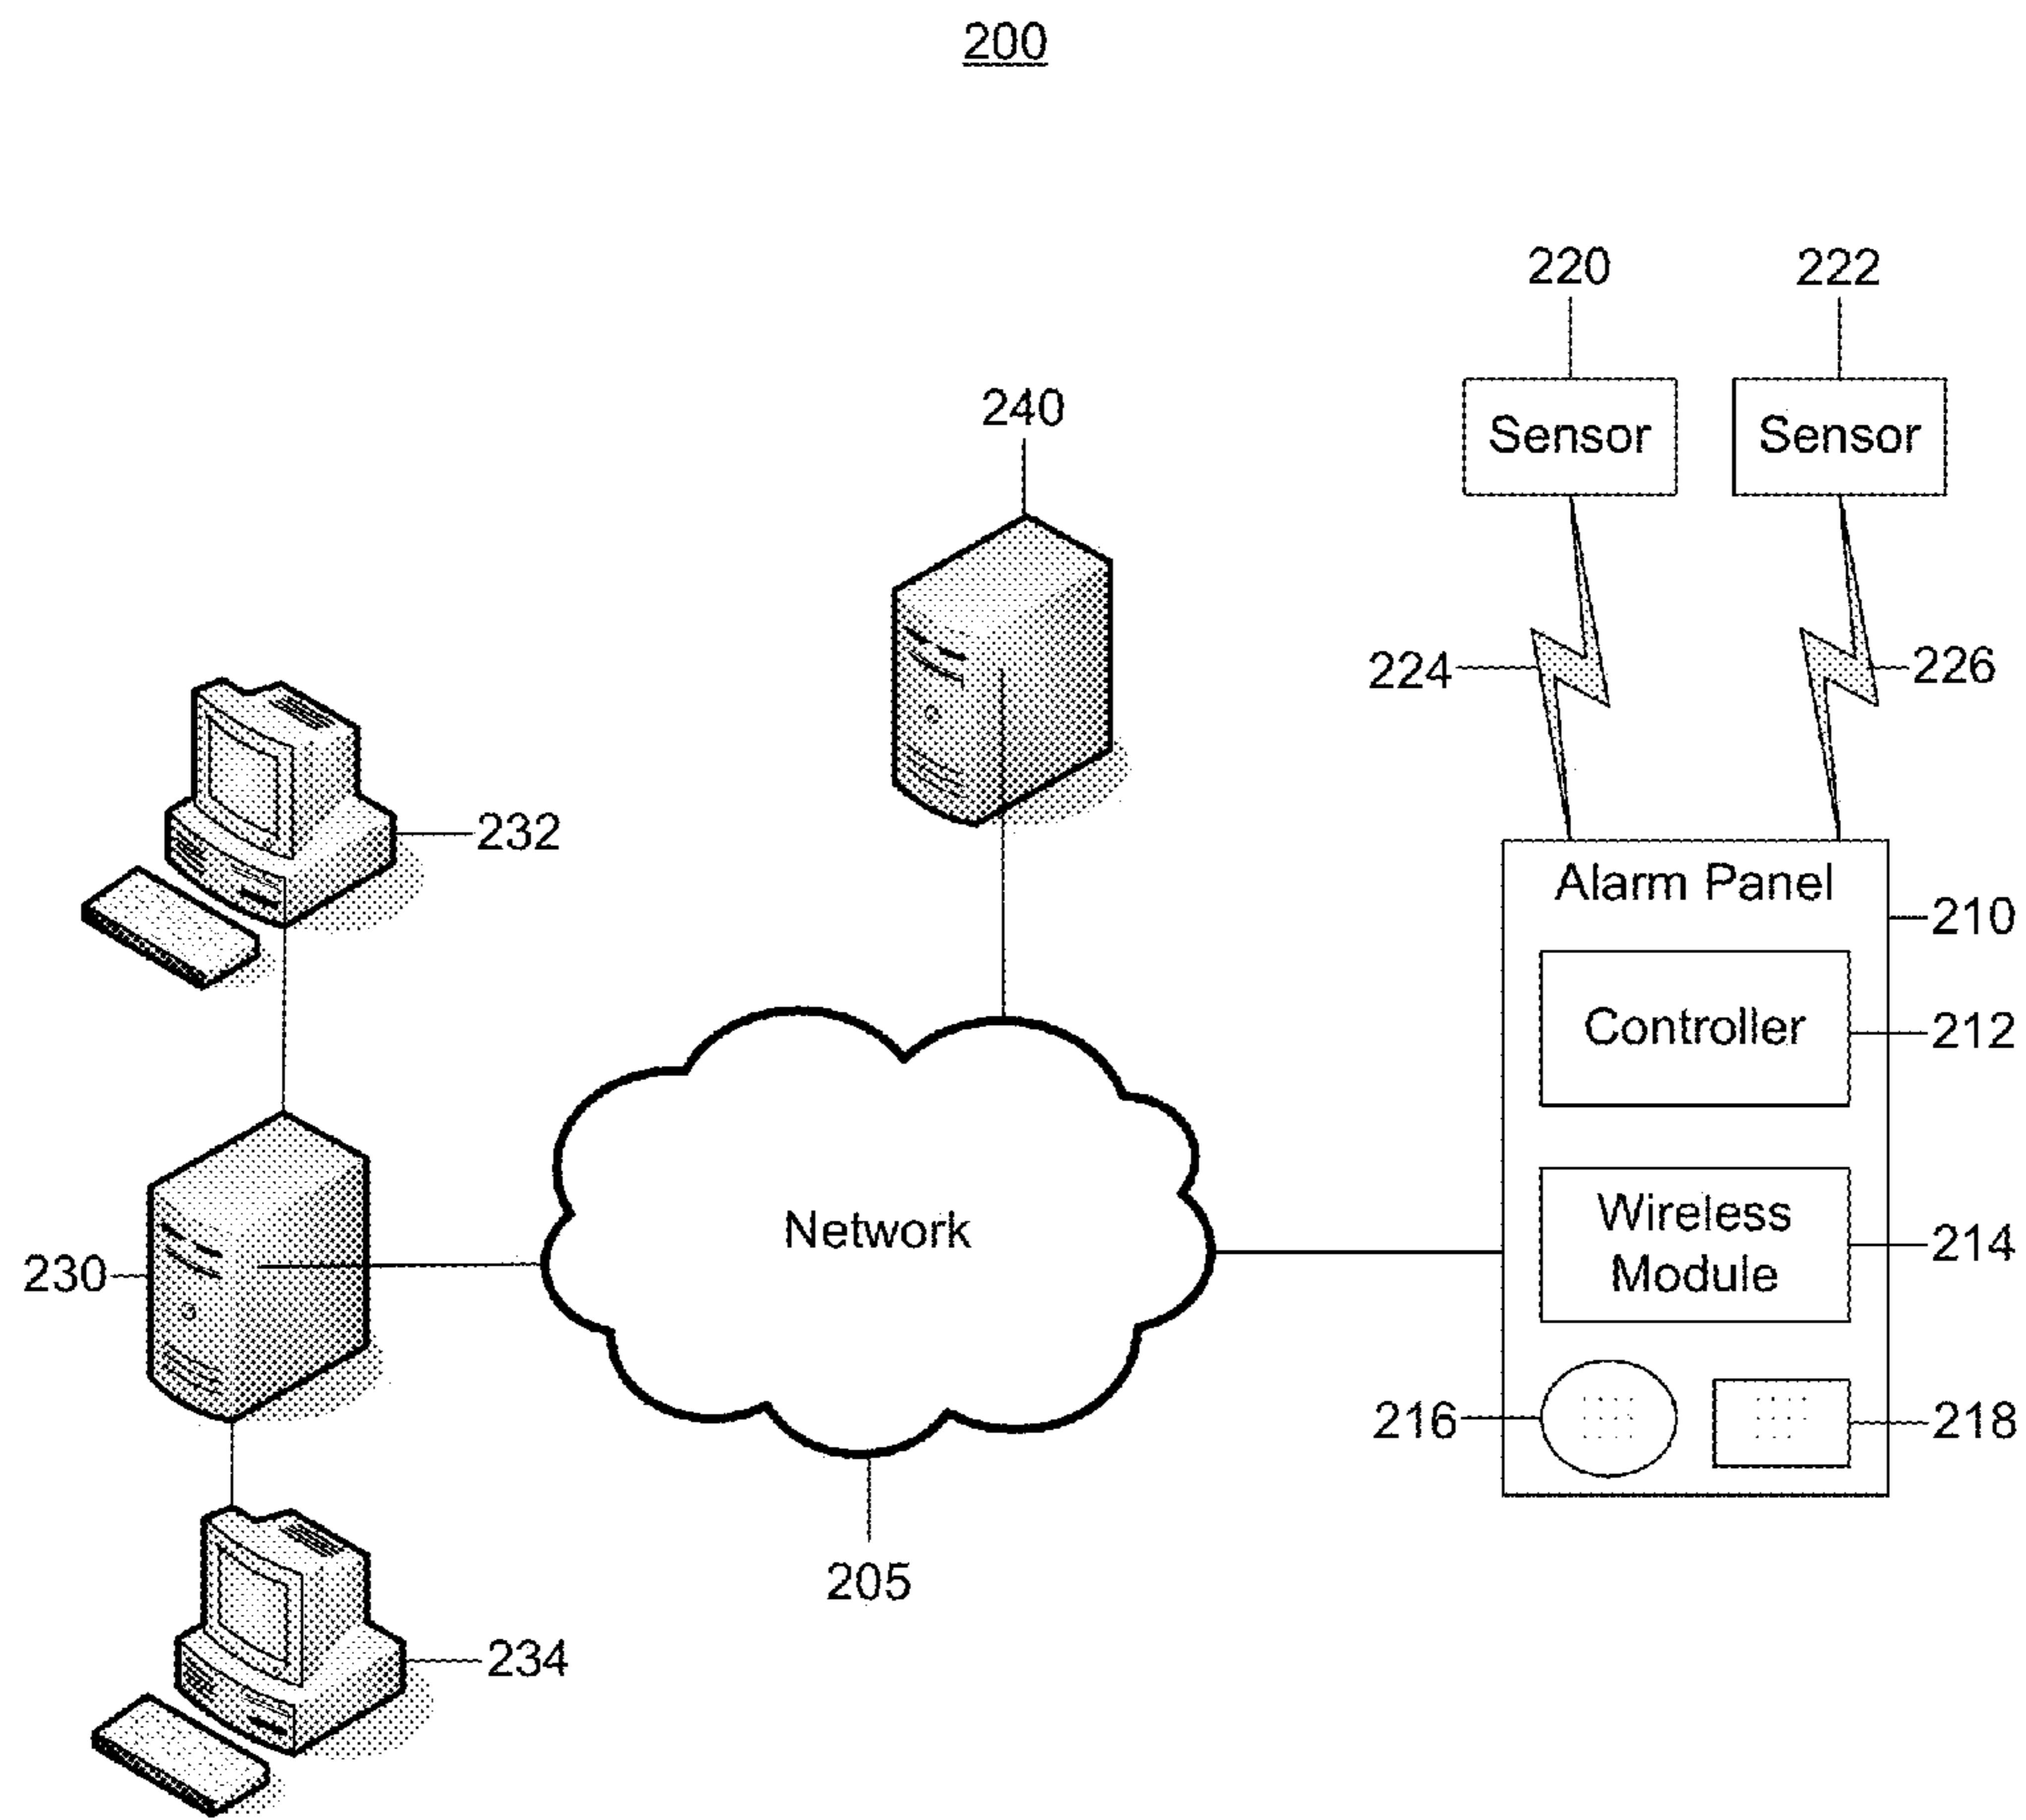 200
220
222
240
Sensor
Sensor
224
226
232
Alarm Panel
210
Controller
212
Network
Wireless
Module
214
230
216
218
205
234